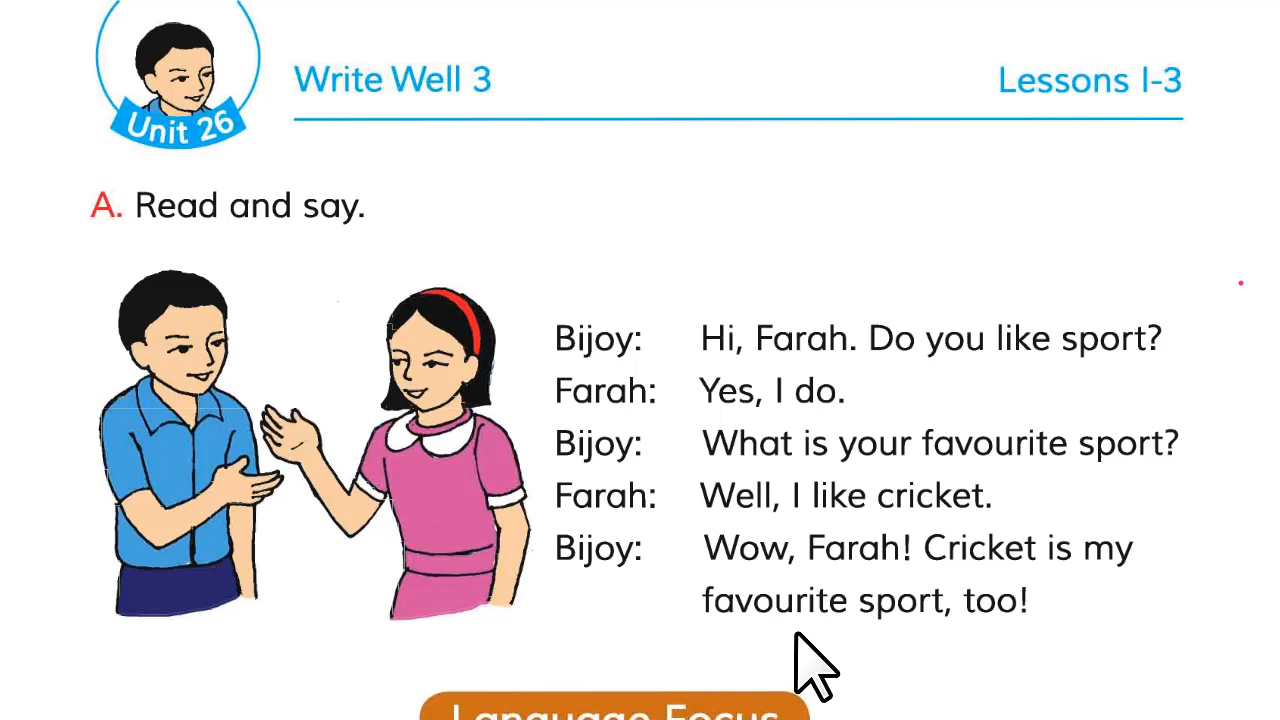 Write Well 3
Lessons 1-3
Unit 26
A. Read and say.
Bijoy: Hi, Farah. Do you like sport?
Farah: Yes, I do.
Bijoy: What is your favourite sport?
Farah: Well, I like cricket.
Bijoy: Wow, Farah! Cricket is my
favourite sport, too!
Language Focus